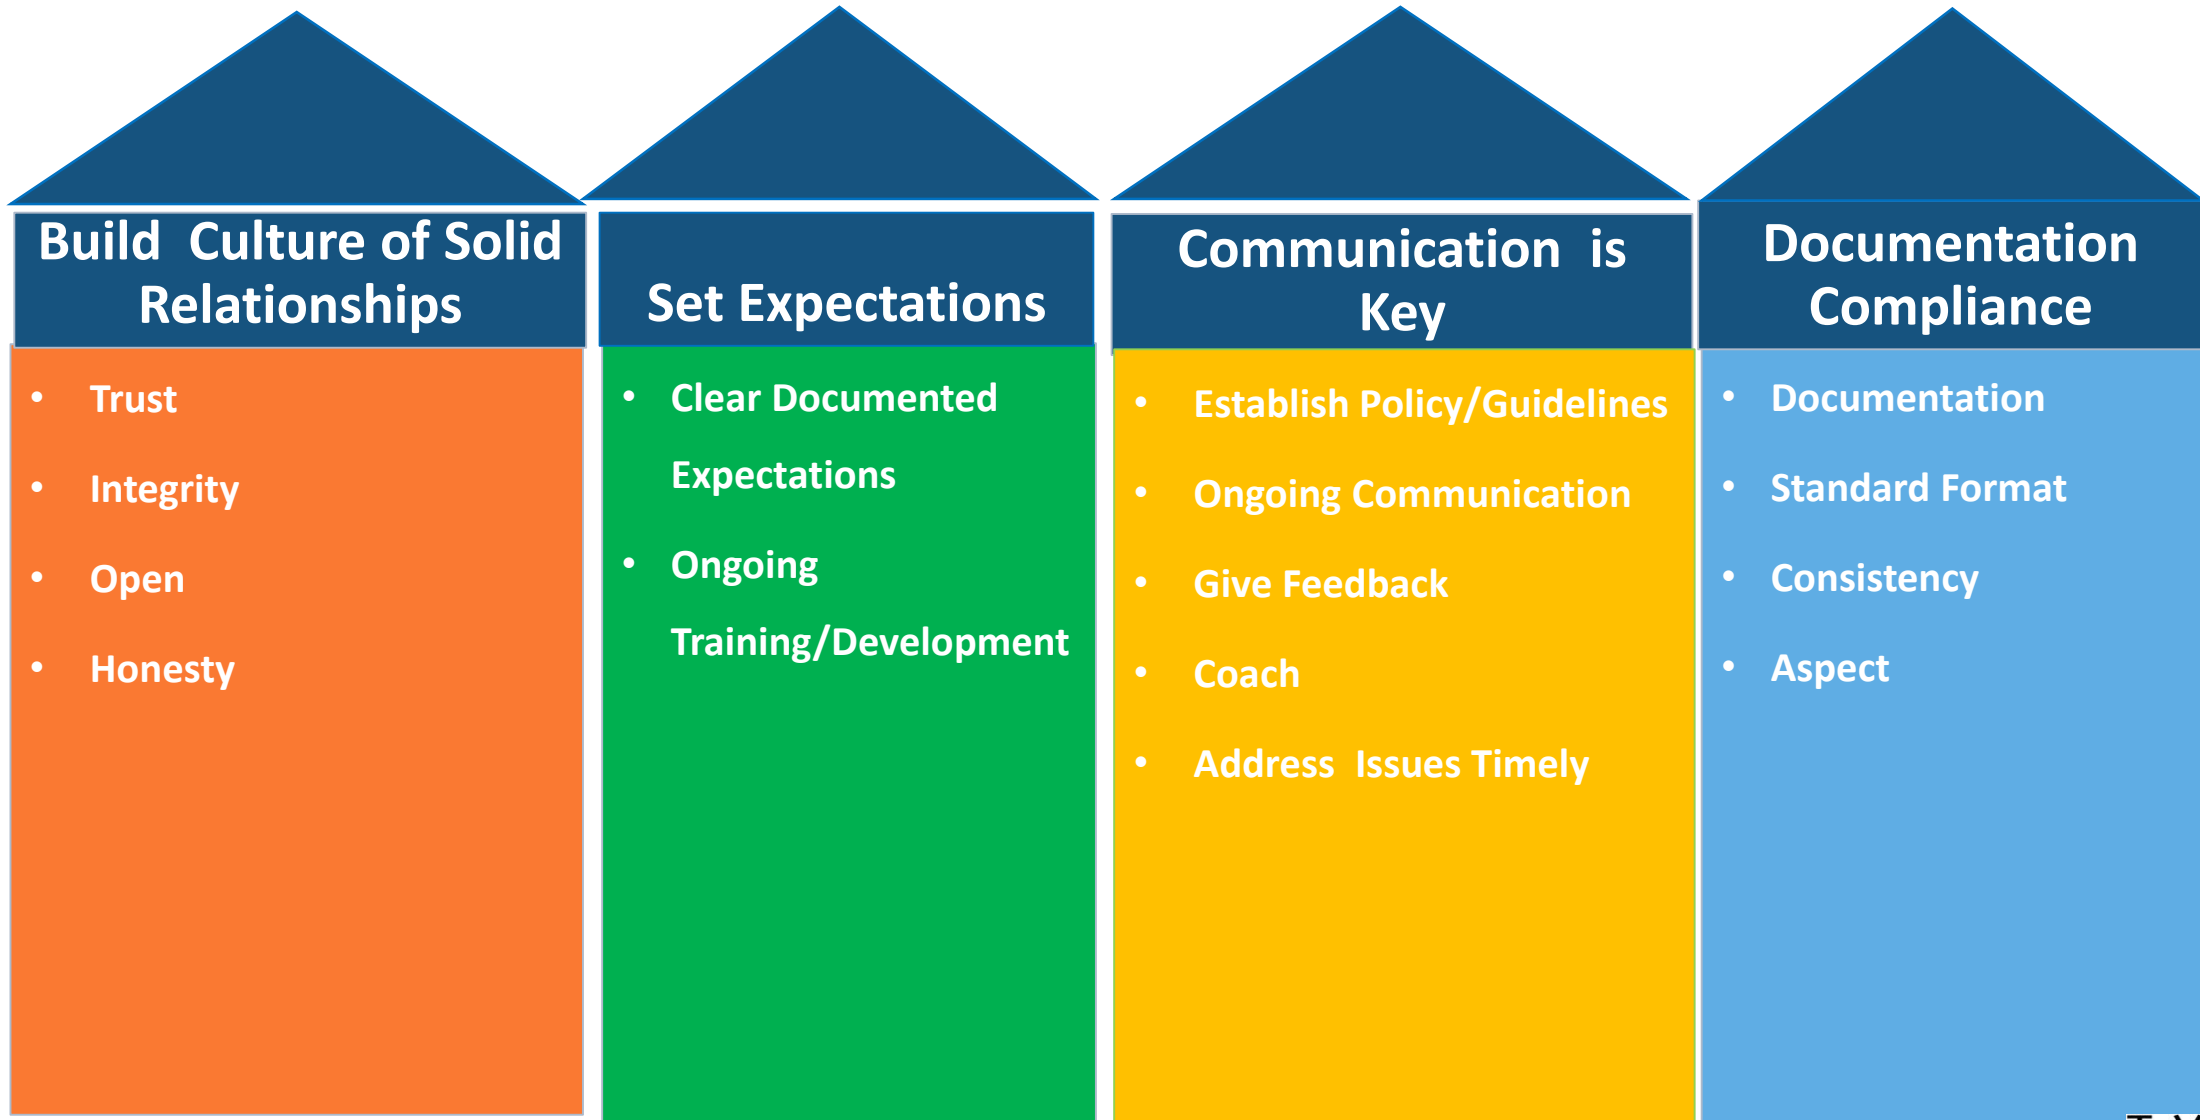 Build  Culture of Solid
Relationships
• Trust
• Integrity
• Open
• Honesty
Set Expectations
• Clear Documented
Expectations
• Ongoing
Training/Development
Communication  is
Key
• Establish Policy/Guidelines
• Ongoing Communication
• Give Feedback
• Coach
• Address  Issues Timely
Documentation
Compliance
• Documentation
• Standard Format
• Consistency
• Aspect